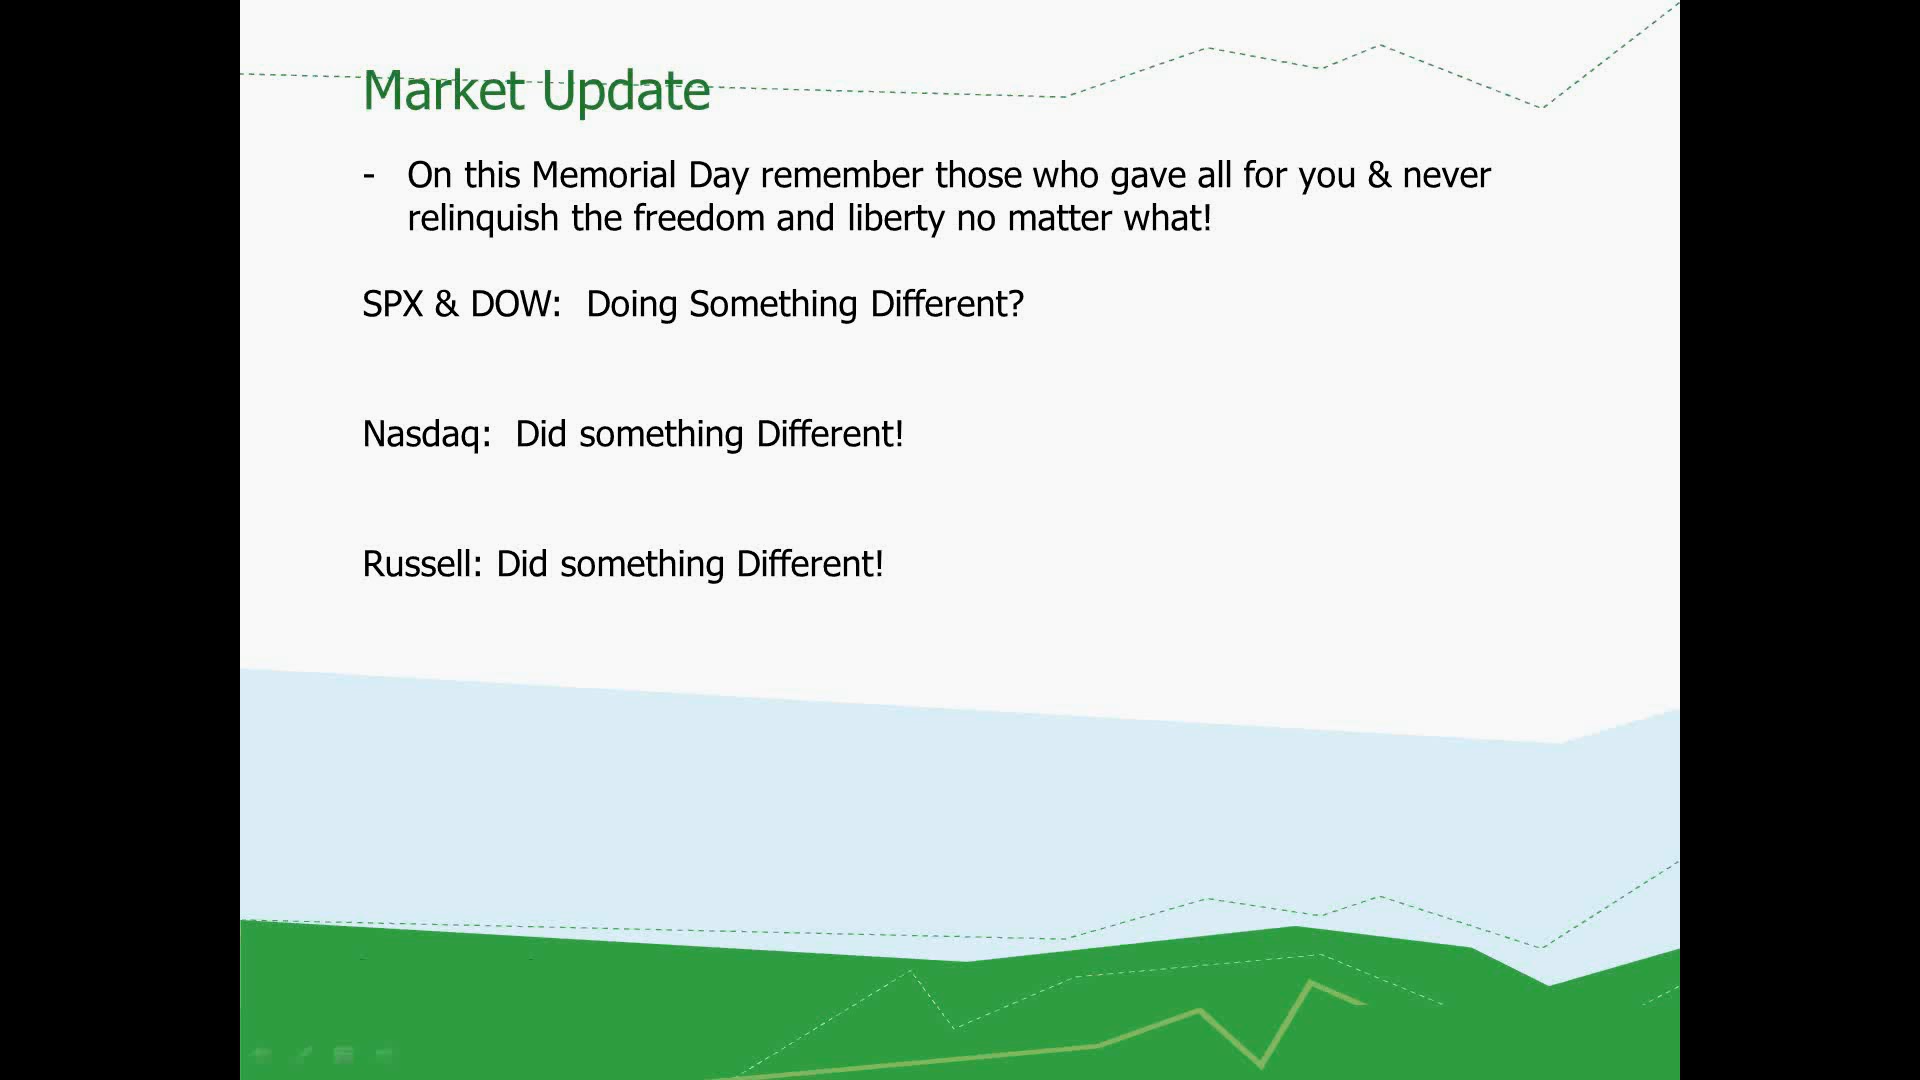 Market Update
- On this Memorial Day remember those who gave all for you & never
relinquish the freedom and liberty no matter what!
SPX & DOW: Doing Something Different?
Nasdaq: Did something Different!
Russell: Did something Different!